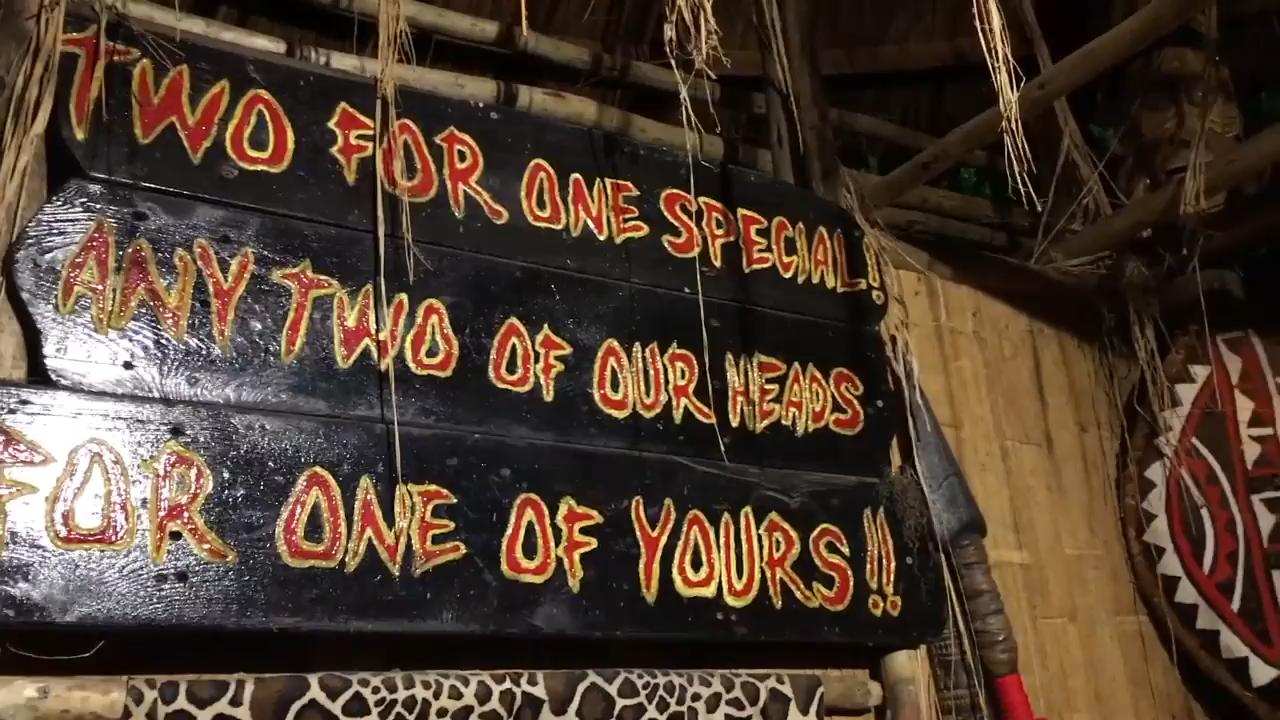 TWO FOR ONE SPECIAL!
ANY TWO OF OUR HEADS
FOR ONE OF YOURS!!